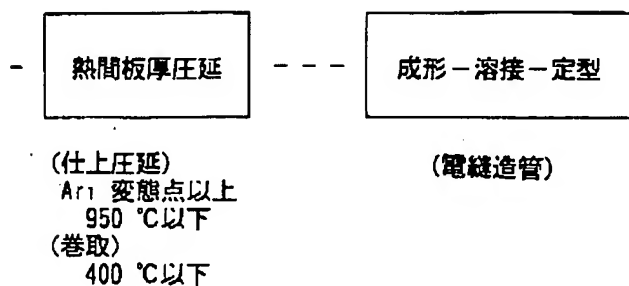 熱間板厚圧延
成形－溶接－定型
(仕上圧延)
Ar₁ 変態点以上
950 ℃以下
(巻取)
400 ℃以下
(電縫造管)